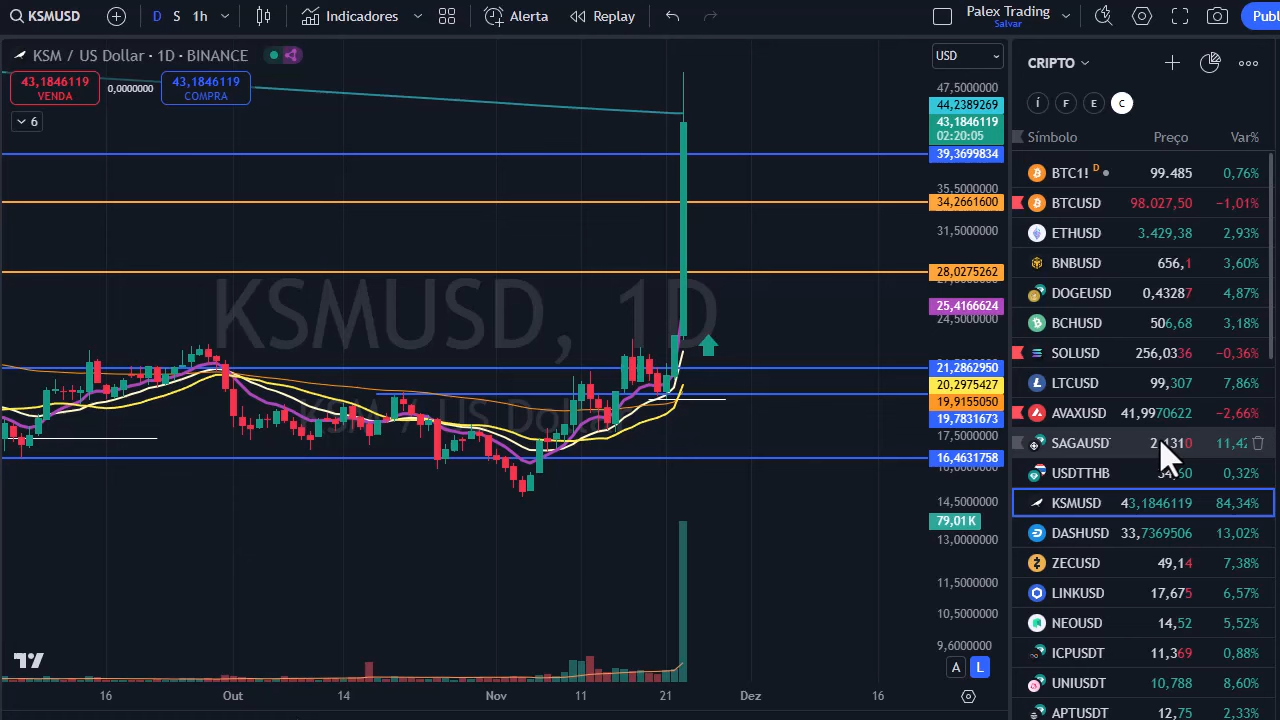 KSMUSD D S 1h Indicadores Alerta Replay Palex Trading Publ
Salvar
KSM / US Dollar · 1D · BINANCE USD CRIPTO
43,1846119 0,0000000 43,1846119
VENDA COMPRA
6
47,5000000
44,2389269
43,1846119
02:20:05
39,3699834
35,5000000
34,2661600
31,5000000
28,0275262
25,4166624
24,5000000
21,2862950
20,2975427
19,9155050
19,7831673
17,5000000
16,4631758
14,5000000
79,01 K
13,0000000
11,5000000
10,5000000
9,6000000
A L
KSMUSD, 1D
KSM / US Dollar
16 Out 14 Nov 11 21 Dez 16
Í F E C
Símbolo Preço Var%
BTC1! D 99.485 0,76%
BTCUSD 98.027,50 −1,01%
ETHUSD 3.429,38 2,93%
BNBUSD 656,1 3,60%
DOGEUSD 0,43287 4,87%
BCHUSD 506,68 3,18%
SOLUSD 256,0336 −0,36%
LTCUSD 99,307 7,86%
AVAXUSD 41,9970622 −2,66%
SAGAUSDT
USDTTHB 0,32%
KSMUSD 43,1846119 84,34%
DASHUSD 33,7369506 13,02%
ZECUSD 49,14 7,38%
LINKUSD 17,675 6,57%
NEOUSD 14,52 5,52%
ICPUSDT 11,369 0,88%
UNIUSDT 10,788 8,60%
APTUSDT 12,75 2,33%